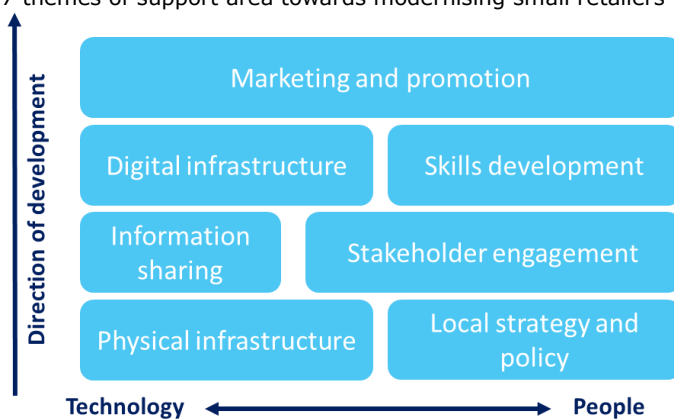 7 themes of support area towards modernising small retailers
Direction of development
Marketing and promotion
Digital infrastructure
Skills development
Information
sharing
Stakeholder engagement
Physical infrastructure
Local strategy and
policy
Technology
People